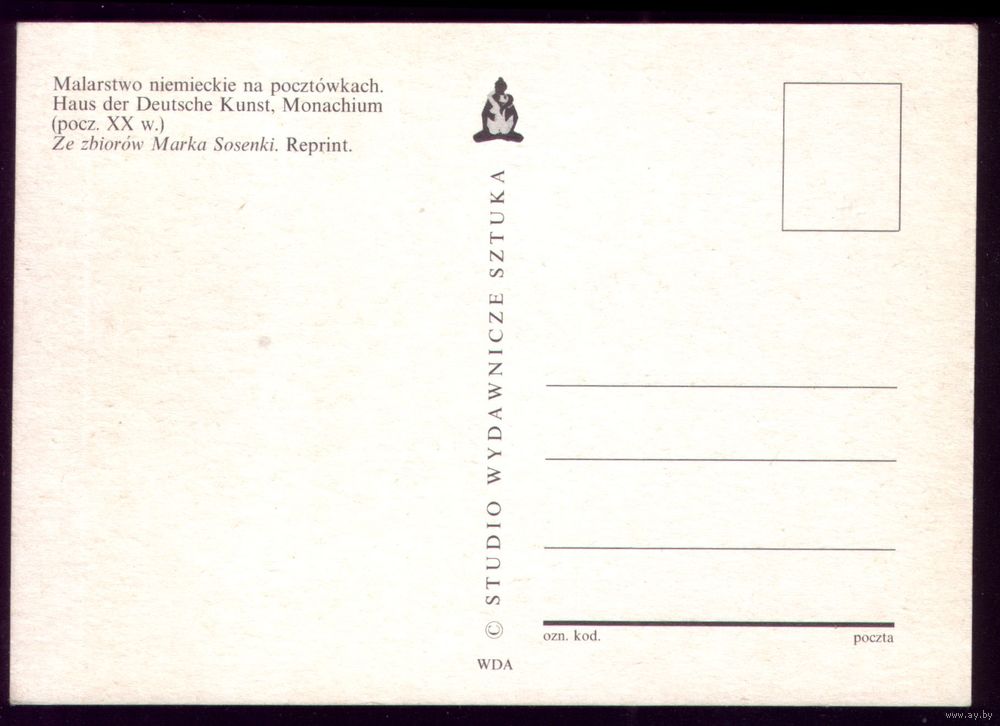 Malarstwo niemieckie na pocztówkach.
Haus der Deutsche Kunst, Monachium
(pocz. XX w.)
Ze zbiorów Marka Sosenki. Reprint.
© STUDIO WYDAWNICZE SZTUKA
WDA
ozn. kod.
poczta
www.ay.by